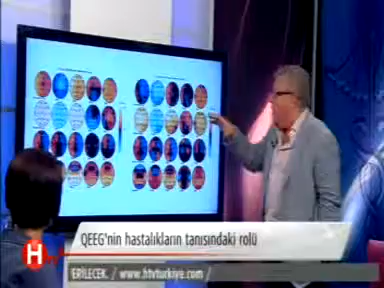 QEEG'nin hastalıkların tanısındaki rolü
H
ERİLECEK. / www.htvturkiye.com /